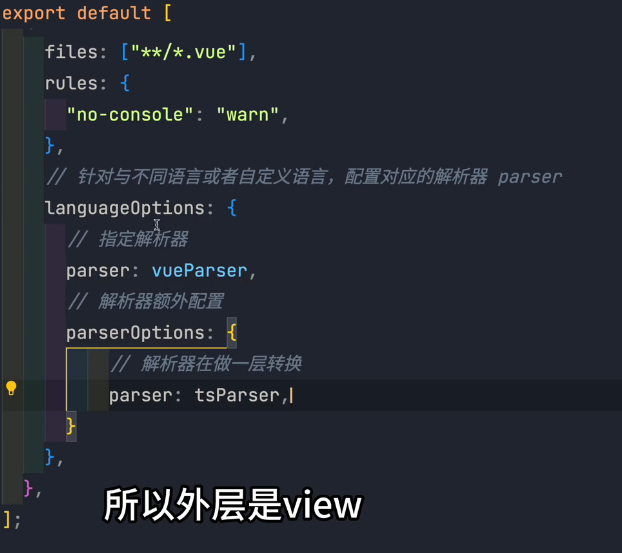 export default [
files: ["**/*.vue"],
rules: {
"no-console": "warn",
},
// 针对与不同语言或者自定义语言，配置对应的解析器 parser
languageOptions: {
// 指定解析器
parser: vueParser,
// 解析器额外配置
parserOptions: {
// 解析器在做一层转换
parser: tsParser,
}
},
},
];
所以外层是view